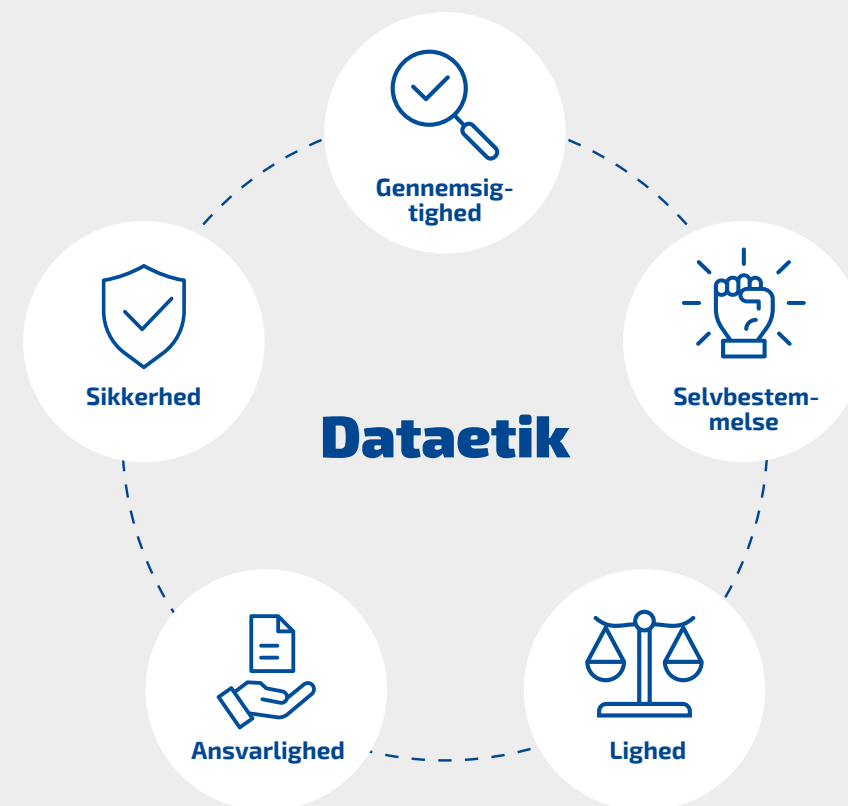 Gennemsig-
tighed
Sikkerhed
Selvbestem-
melse
Dataetik
Ansvarlighed
Lighed